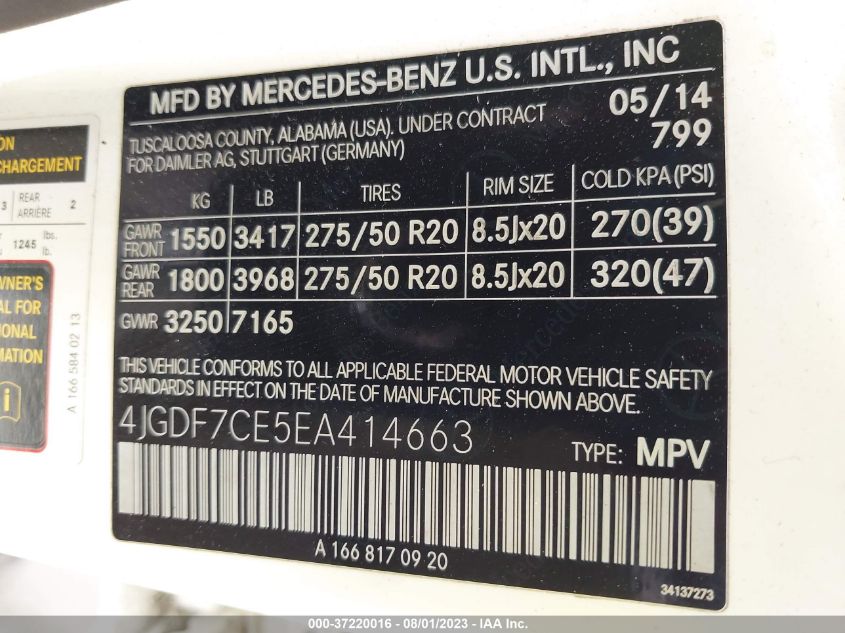 MFD BY MERCEDES-BENZ U.S. INTL., INC
TUSCALOOSA COUNTY, ALABAMA (USA). UNDER CONTRACT
FOR DAIMLER AG, STUTTGART (GERMANY)
05/14
799
KG LB TIRES RIM SIZE COLD KPA (PSI)
GAWR FRONT 1550 3417 275/50 R20 8.5Jx20 270(39)
GAWR REAR 1800 3968 275/50 R20 8.5Jx20 320(47)
GVWR 3250 7165
THIS VEHICLE CONFORMS TO ALL APPLICABLE FEDERAL MOTOR VEHICLE SAFETY
STANDARDS IN EFFECT ON THE DATE OF MANUFACTURE SHOWN ABOVE.
4JGDF7CE5EA414663
TYPE: MPV
A 166 817 09 20
34137273
CHARGEMENT
3 REAR
ARRIÈRE 2
1245 lbs.
lb.
A 166 584 02 13
000-37220016 - 08/01/2023 - IAA Inc.